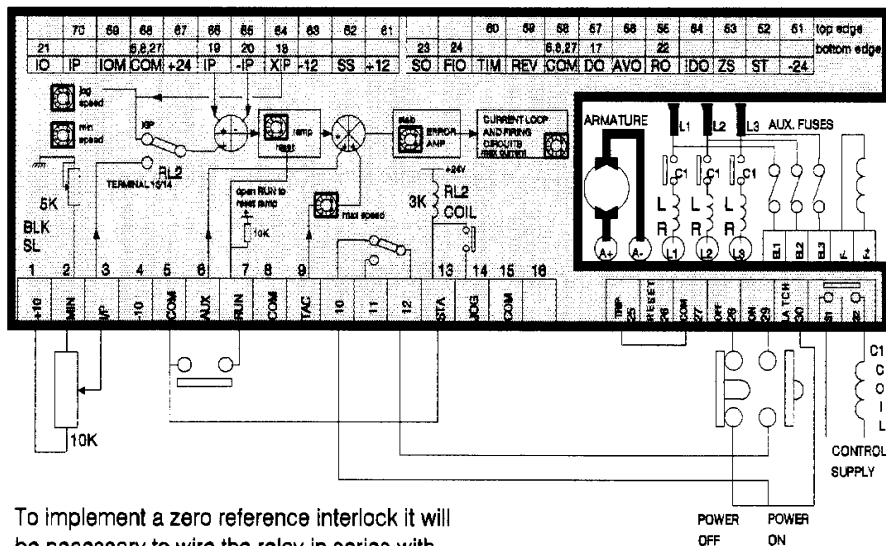 70 69 68 67 66 65 64 63 62 61 60 59 58 57 56 55 54 53 52 51 top edge
21 6,8,27 19 20 18 23 24 6,8,27 17 22 bottom edge
IO IP IOM COM +24 IP -IP XIP -12 SS +12 SO FIO TIM REV COM DO AVO RO IDO ZS ST -24
jog
speed
min
speed
XIP
RL2
TERMINAL 15/14
ramp
reset
open RUN to
reset ramp
10K
max speed
stab
ERROR
AMP
CURRENT LOOP
AND FIRING
CIRCUITS
max current
+24V
RL2
COIL
3K
5K
BLK
SL
ARMATURE
L1 L2 L3 AUX. FUSES
C1 C1 C1
L L L
R R R
A+ A- L1 L2 L3 EL1 EL2 EL3 F- F+
1 2 3 4 5 6 7 8 9 10 11 12 13 14 15 16
+10 MIN I/P -10 COM AUX RUN COM TAC STA JOG COM
TRIP 25
RESET 26
COM 27
OFF 28
ON 29
LATCH 30
S1 S2
10K
C1
COIL
CONTROL
SUPPLY
POWER
OFF
POWER
ON
To implement a zero reference interlock it will
be necessary to wire the relay in series with